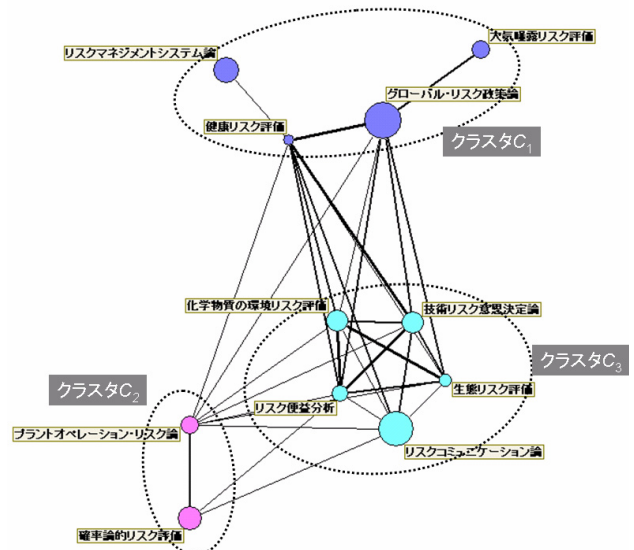 大気曝露リスク評価
リスクマネジメントシステム論
グローバル・リスク政策論
健康リスク評価
クラスタC1
化学物質の環境リスク評価
技術リスク意思決定論
クラスタC3
クラスタC2
生態リスク評価
リスク便益分析
プラントオペレーション・リスク論
リスクコミュニケーション論
確率論的リスク評価